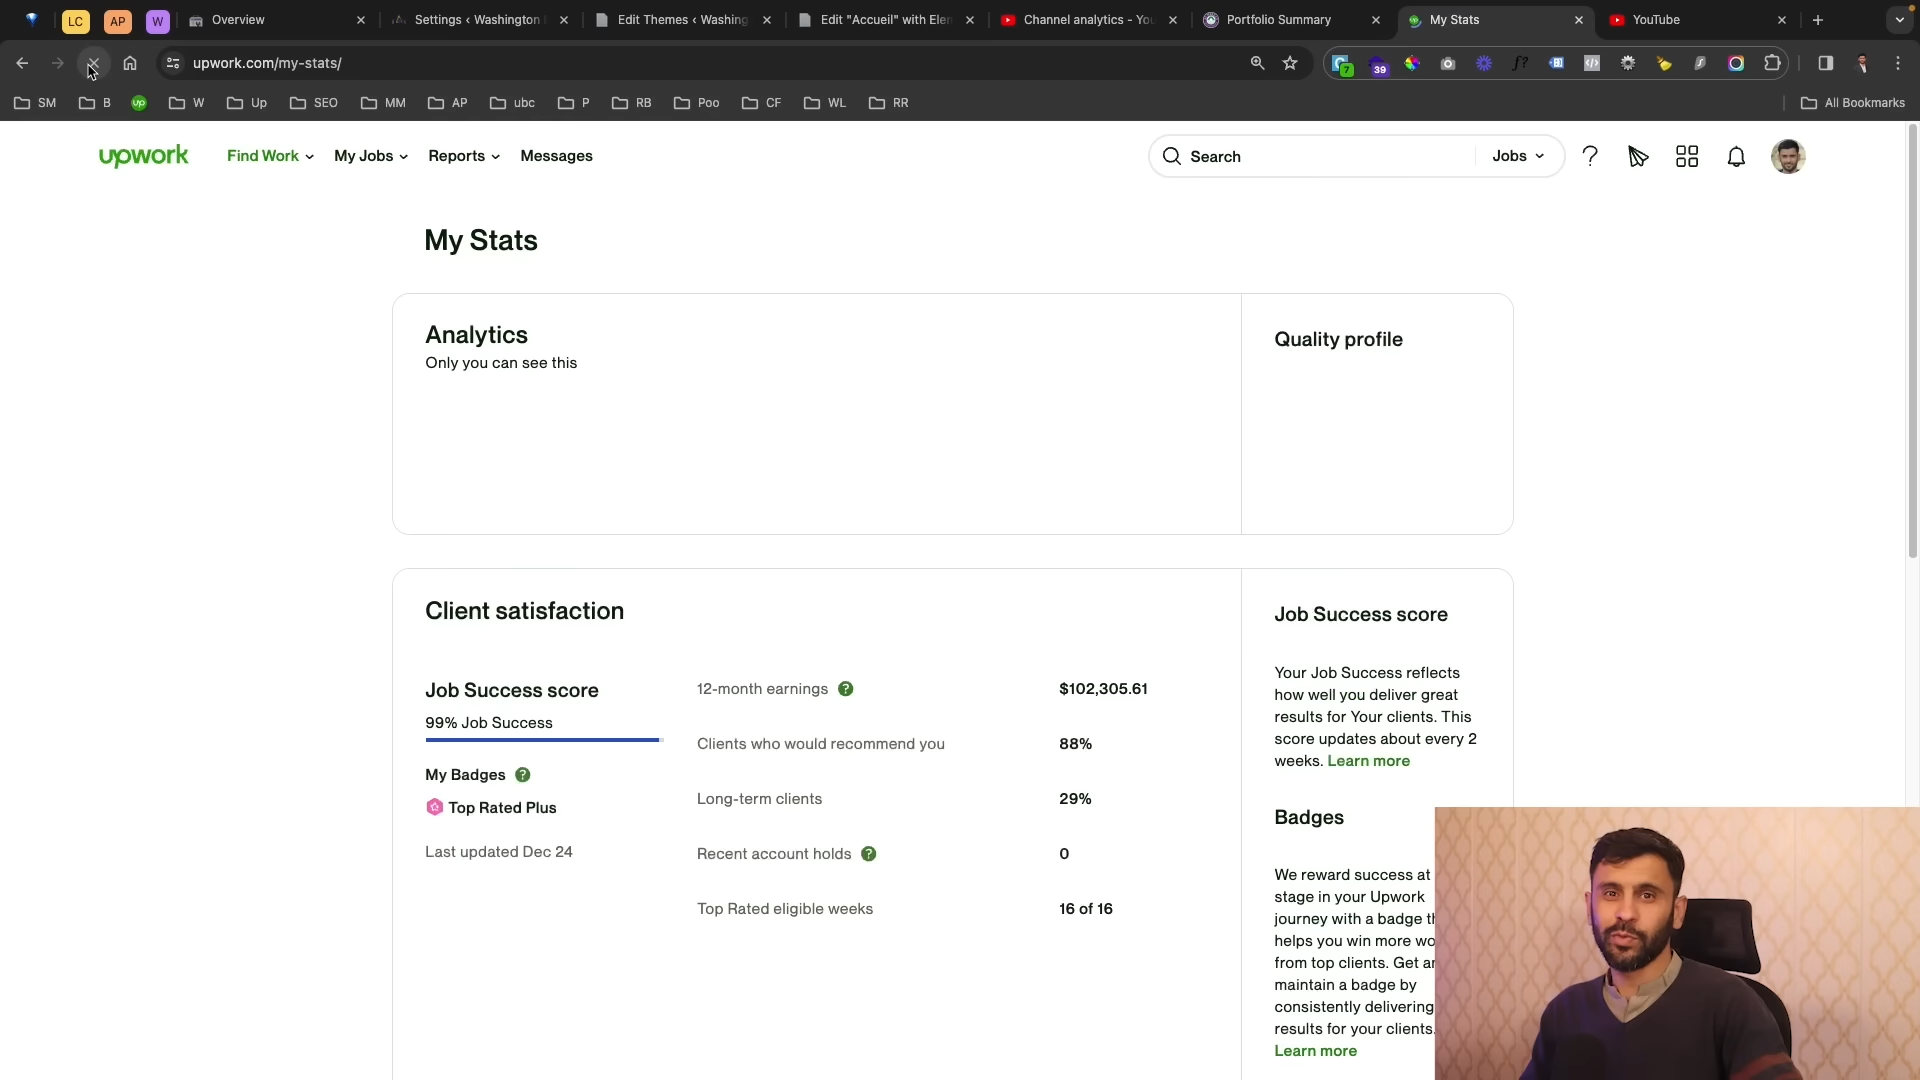 LC
AP
W
Overview
Settings ‹ Washington
Edit Themes ‹ Washing
Edit "Accueil" with Elen
Channel analytics - You
Portfolio Summary
My Stats
YouTube
upwork.com/my-stats/
7
39
SM
B
up
W
Up
SEO
MM
AP
ubc
P
RB
Poo
CF
WL
RR
All Bookmarks
upwork
Find Work
My Jobs
Reports
Messages
Search
Jobs
My Stats
Analytics
Only you can see this
Quality profile
Client satisfaction
Job Success score
99% Job Success
My Badges
Top Rated Plus
Last updated Dec 24
12-month earnings
$102,305.61
Clients who would recommend you
88%
Long-term clients
29%
Recent account holds
0
Top Rated eligible weeks
16 of 16
Job Success score
Your Job Success reflects
how well you deliver great
results for Your clients. This
score updates about every 2
weeks. Learn more
Badges
We reward success at
stage in your Upwork
journey with a badge th
helps you win more wo
from top clients. Get an
maintain a badge by
consistently delivering
results for your clients.
Learn more